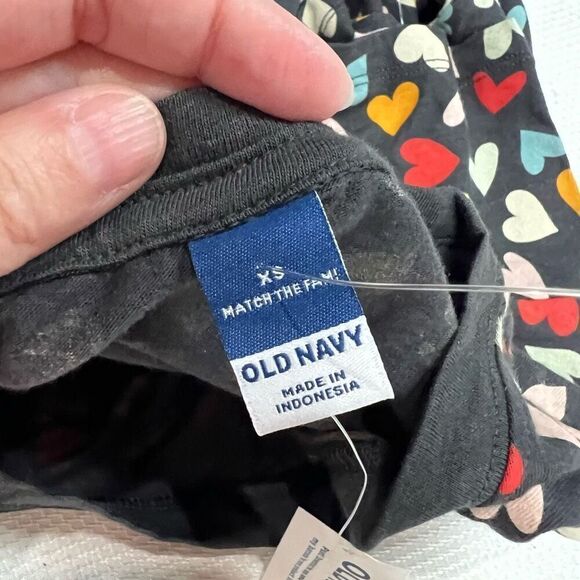 XS
MATCH THE FAM!
OLD NAVY
MADE IN
INDONESIA